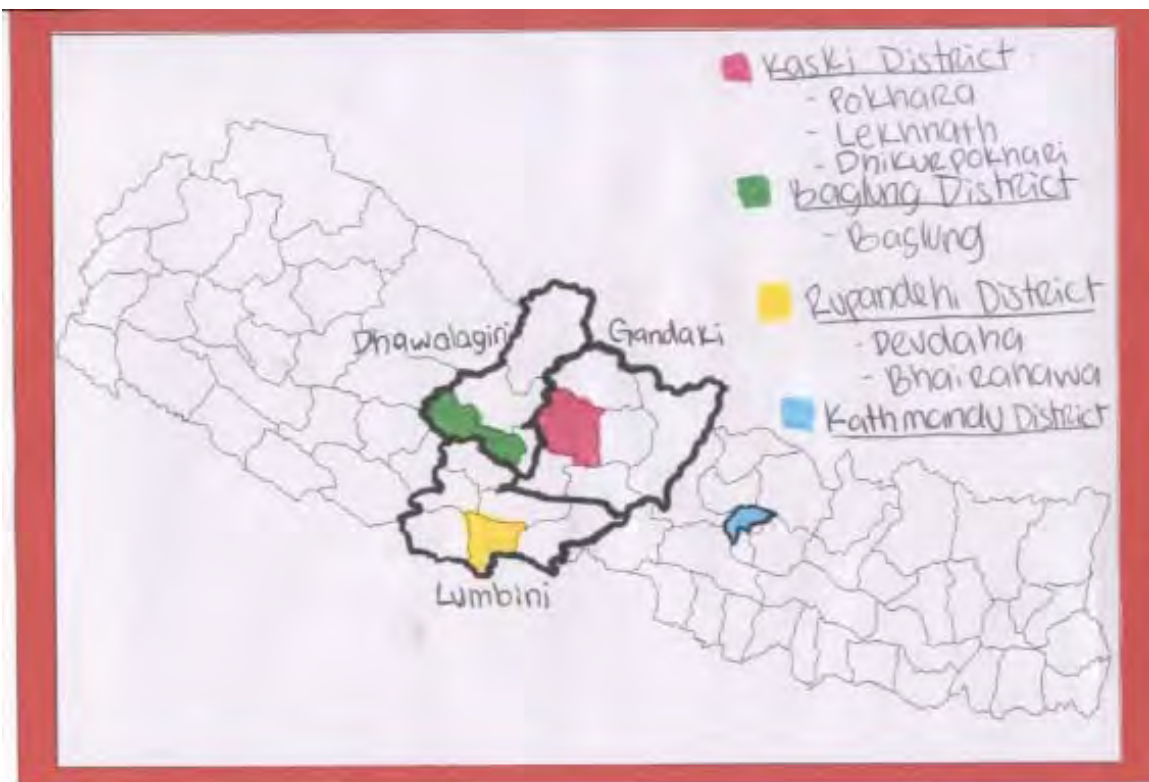 Kaski District
- Pokhara
- Lekhnath
- Dhikurpokhari
Baglung District
- Baglung
Rupandehi District
- Devdaha
- Bhairahawa
Kathmandu District
Dhawalagiri
Gandaki
Lumbini